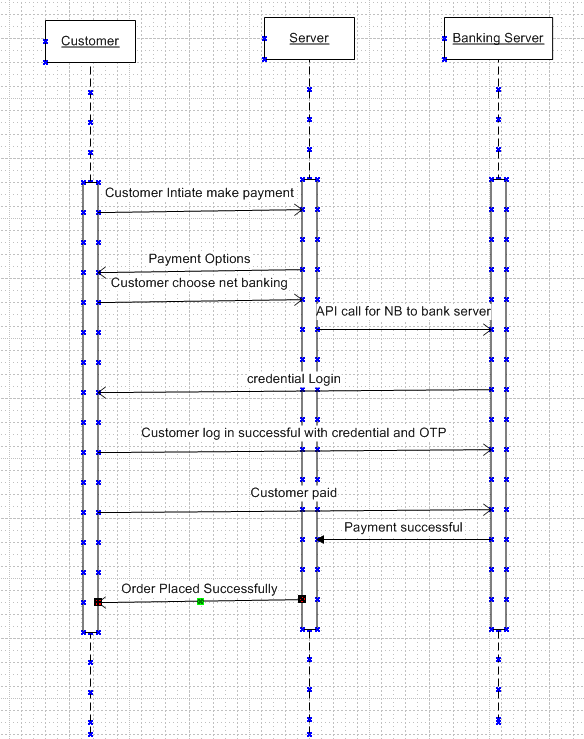 Customer
Server
Banking Server
Customer Intiate make payment
Payment Options
Customer choose net banking
API call for NB to bank server
credential Login
Customer log in successful with credential and OTP
Customer paid
Payment successful
Order Placed Successfully